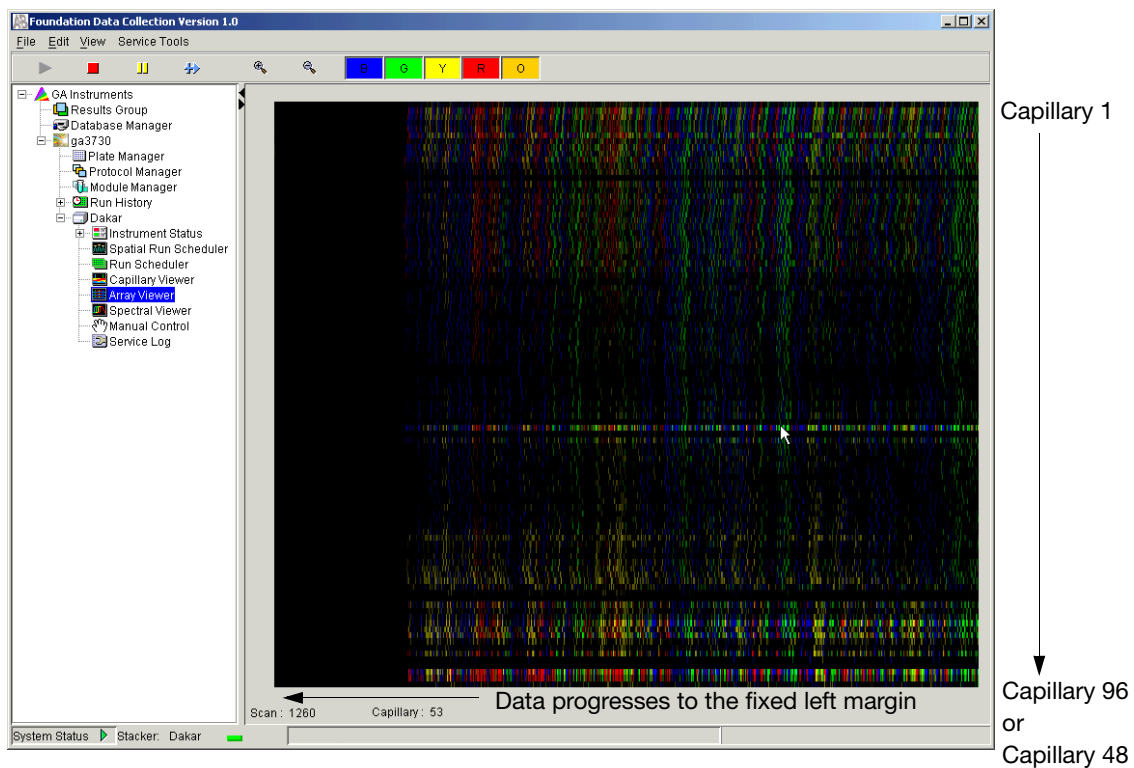 Foundation Data Collection Version 1.0
File Edit View Service Tools
B G Y R O
GA Instruments
Results Group
Database Manager
ga3730
Plate Manager
Protocol Manager
Module Manager
Run History
Dakar
Instrument Status
Spatial Run Scheduler
Run Scheduler
Capillary Viewer
Array Viewer
Spectral Viewer
Manual Control
Service Log
Capillary 1
Data progresses to the fixed left margin
Scan : 1260 Capillary : 53
Capillary 96
or
Capillary 48
System Status Stacker: Dakar